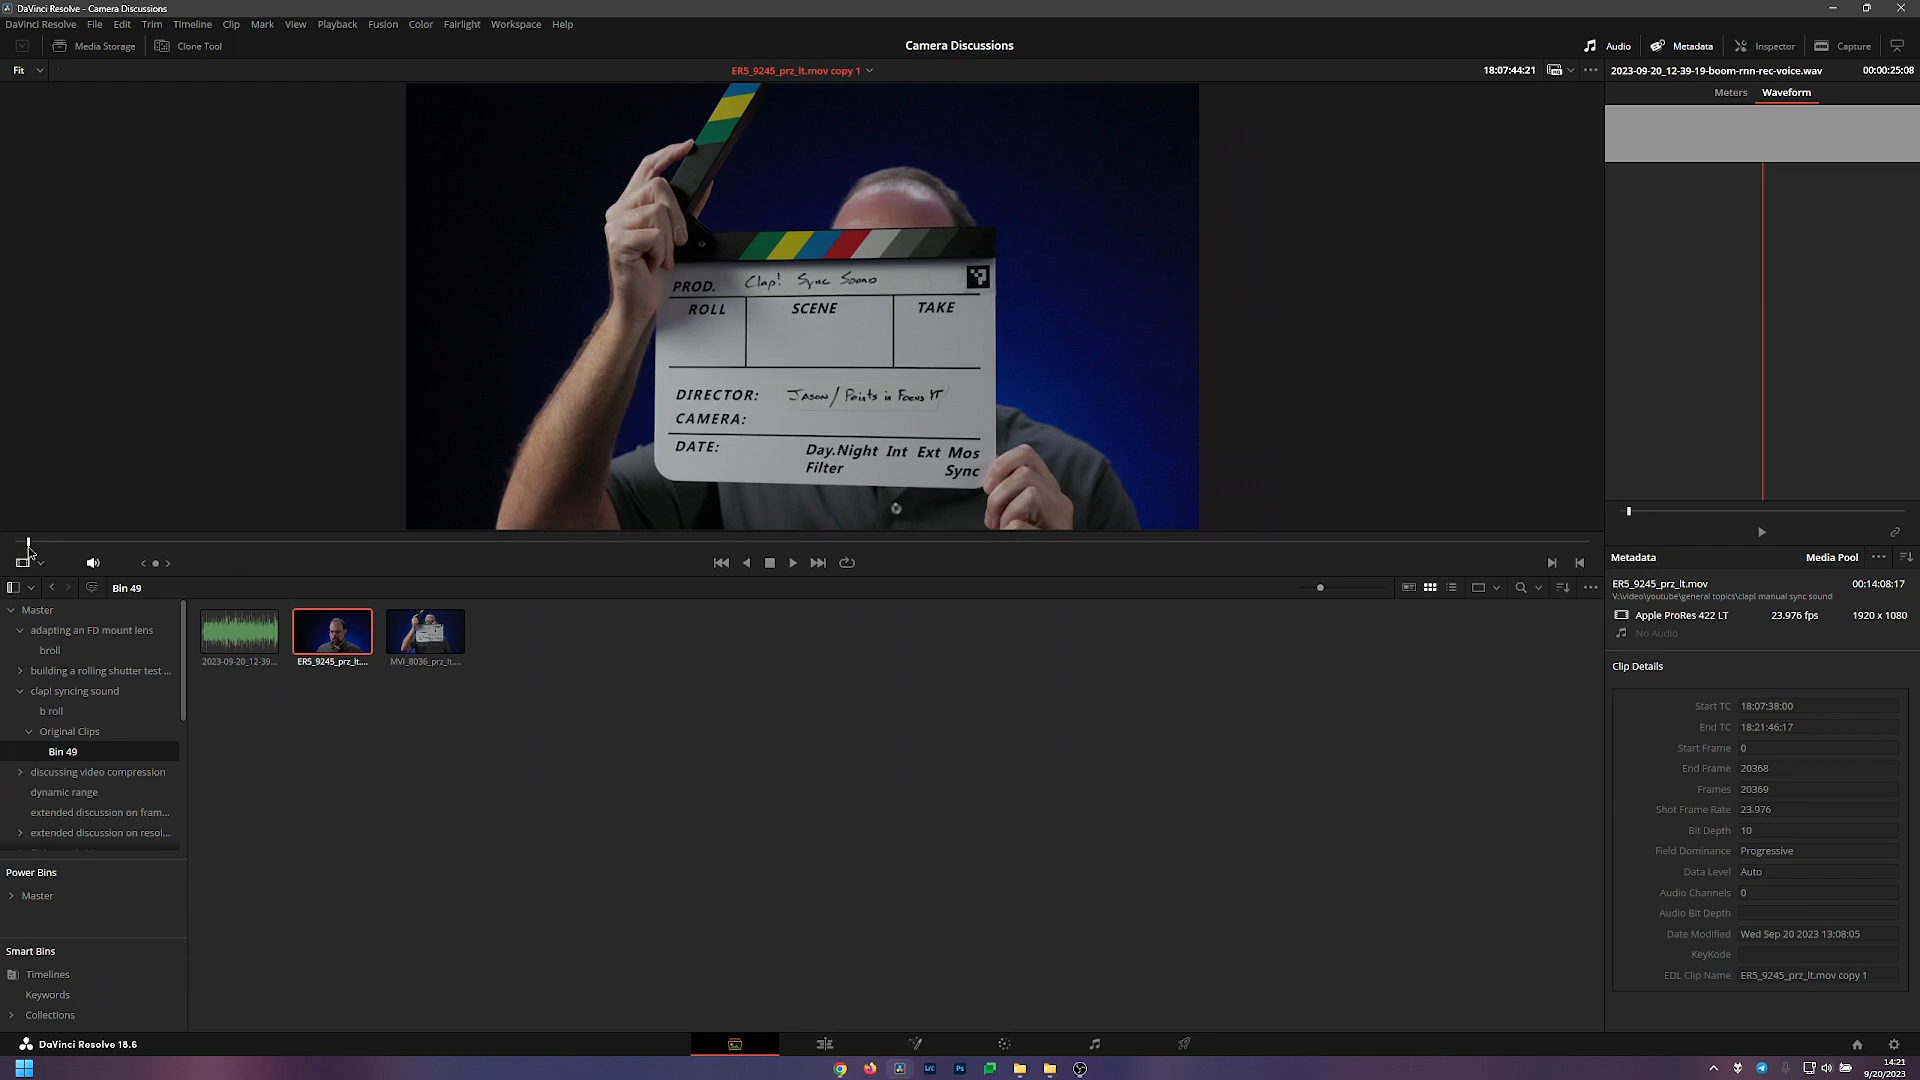 DaVinci Resolve - Camera Discussions
DaVinci Resolve File Edit Trim Timeline Clip Mark View Playback Fusion Color Fairlight Workspace Help
Media Storage Clone Tool Camera Discussions Audio Metadata Inspector Capture
Fit ER5_9245_prz_lt.mov copy 1 18:07:44:21 2023-09-20_12-39-19-boom-rnn-rec-voice.wav 00:00:25:08
Meters Waveform
PROD. Clap! Sync Sound
ROLL SCENE TAKE
DIRECTOR: Jason / Points in Focus YT
CAMERA:
DATE: Day.Night Int Ext Mos
Filter Sync
Bin 49
Master
adapting an FD mount lens
broll
building a rolling shutter test ...
clap! syncing sound
b roll
Original Clips
Bin 49
discussing video compression
dynamic range
extended discussion on fram...
extended discussion on resol...
Power Bins
Master
Smart Bins
Timelines
Keywords
Collections
2023-09-20_12-39... ER5_9245_prz_lt.... MVI_8036_prz_lt....
Metadata Media Pool
ER5_9245_prz_lt.mov 00:14:08:17
V:\video\youtube\general topics\clap! manual sync sound
Apple ProRes 422 LT 23.976 fps 1920 x 1080
No Audio
Clip Details
Start TC 18:07:38:00
End TC 18:21:46:17
Start Frame 0
End Frame 20368
Frames 20369
Shot Frame Rate 23.976
Bit Depth 10
Field Dominance Progressive
Data Level Auto
Audio Channels 0
Audio Bit Depth
Date Modified Wed Sep 20 2023 13:08:05
KeyKode
EDL Clip Name ER5_9245_prz_lt.mov copy 1
DaVinci Resolve 18.6
LrC Ps
14:21
9/20/2023